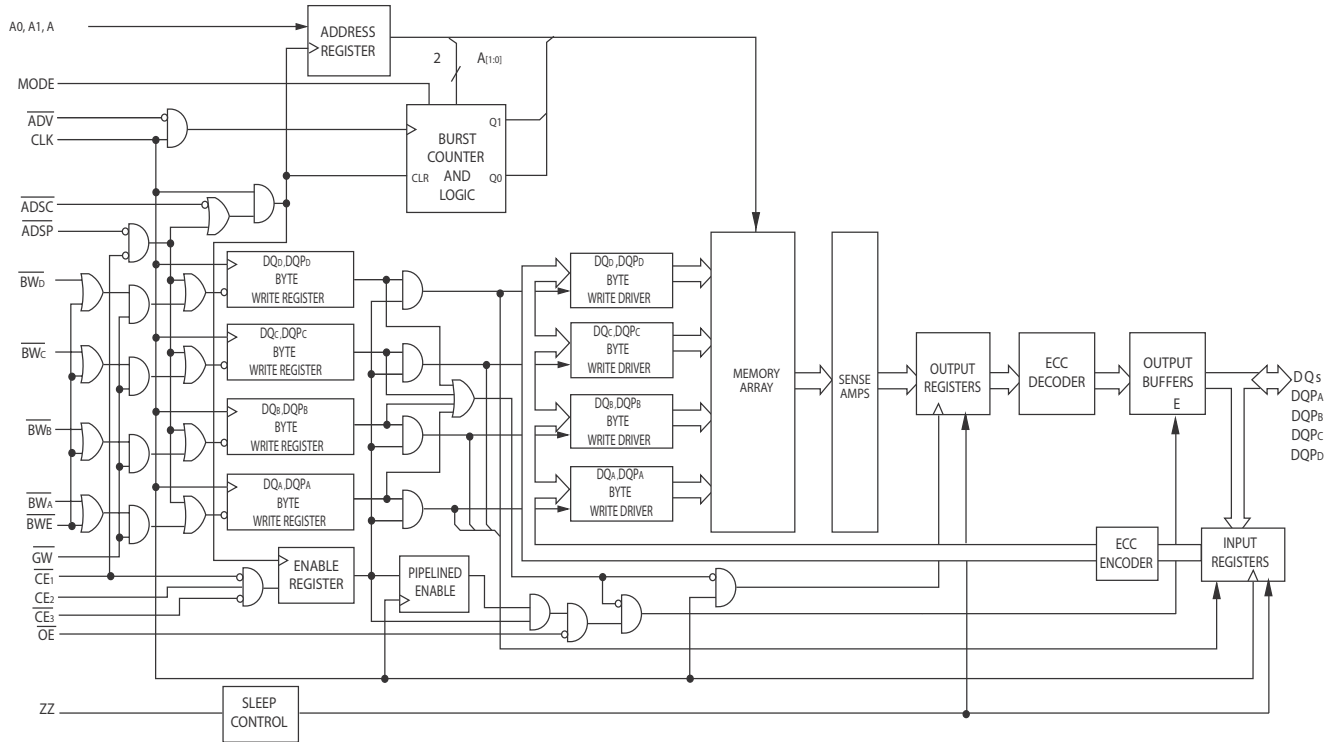 A0, A1, A
ADDRESS
REGISTER
2
A[1:0]
MODE
ADV
CLK
BURST
COUNTER
AND
LOGIC
Q1
CLR
Q0
ADSC
ADSP
BWD
DQD,DQPD
BYTE
WRITE REGISTER
DQD,DQPD
BYTE
WRITE DRIVER
BWC
DQC,DQPC
BYTE
WRITE REGISTER
DQC,DQPC
BYTE
WRITE DRIVER
MEMORY
ARRAY
SENSE
AMPS
OUTPUT
REGISTERS
ECC
DECODER
OUTPUT
BUFFERS
E
DQs
DQPA
DQPB
DQPC
DQPD
BWB
DQB,DQPB
BYTE
WRITE REGISTER
DQB,DQPB
BYTE
WRITE DRIVER
BWA
BWE
DQA,DQPA
BYTE
WRITE REGISTER
DQA,DQPA
BYTE
WRITE DRIVER
GW
CE1
CE2
CE3
OE
ENABLE
REGISTER
PIPELINED
ENABLE
ECC
ENCODER
INPUT
REGISTERS
ZZ
SLEEP
CONTROL